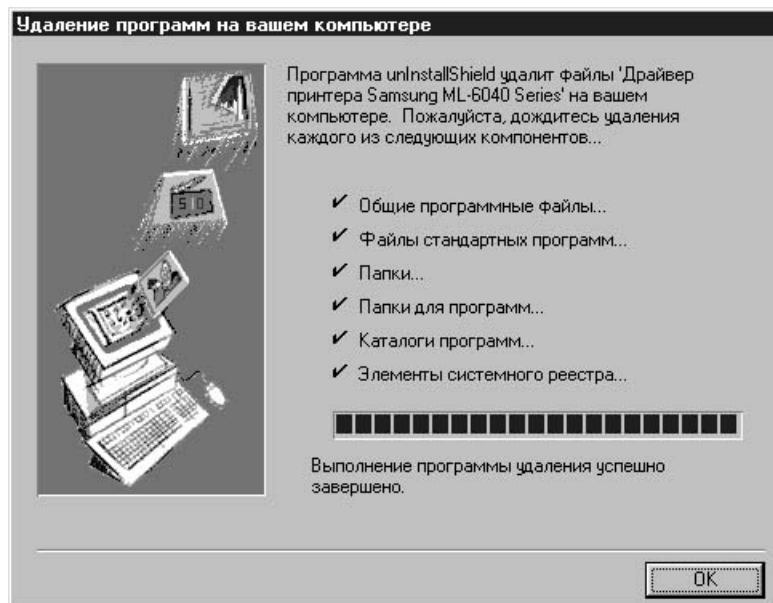 Удаление программ на вашем компьютере
Программа unInstallShield удалит файлы 'Драйвер
принтера Samsung ML-6040 Series' на вашем
компьютере. Пожалуйста, дождитесь удаления
каждого из следующих компонентов...
Общие программные файлы...
Файлы стандартных программ...
Папки...
Папки для программ...
Каталоги программ...
Элементы системного реестра...
Выполнение программы удаления успешно
завершено.
OK